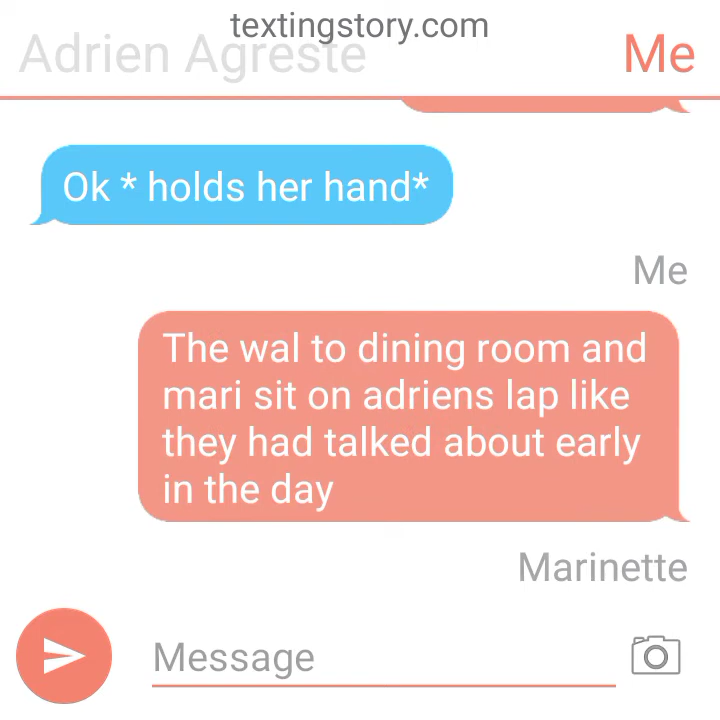 textingstory.com
Adrien Agreste Me
Ok * holds her hand*
Me
The wal to dining room and
mari sit on adriens lap like
they had talked about early
in the day
Marinette
Message